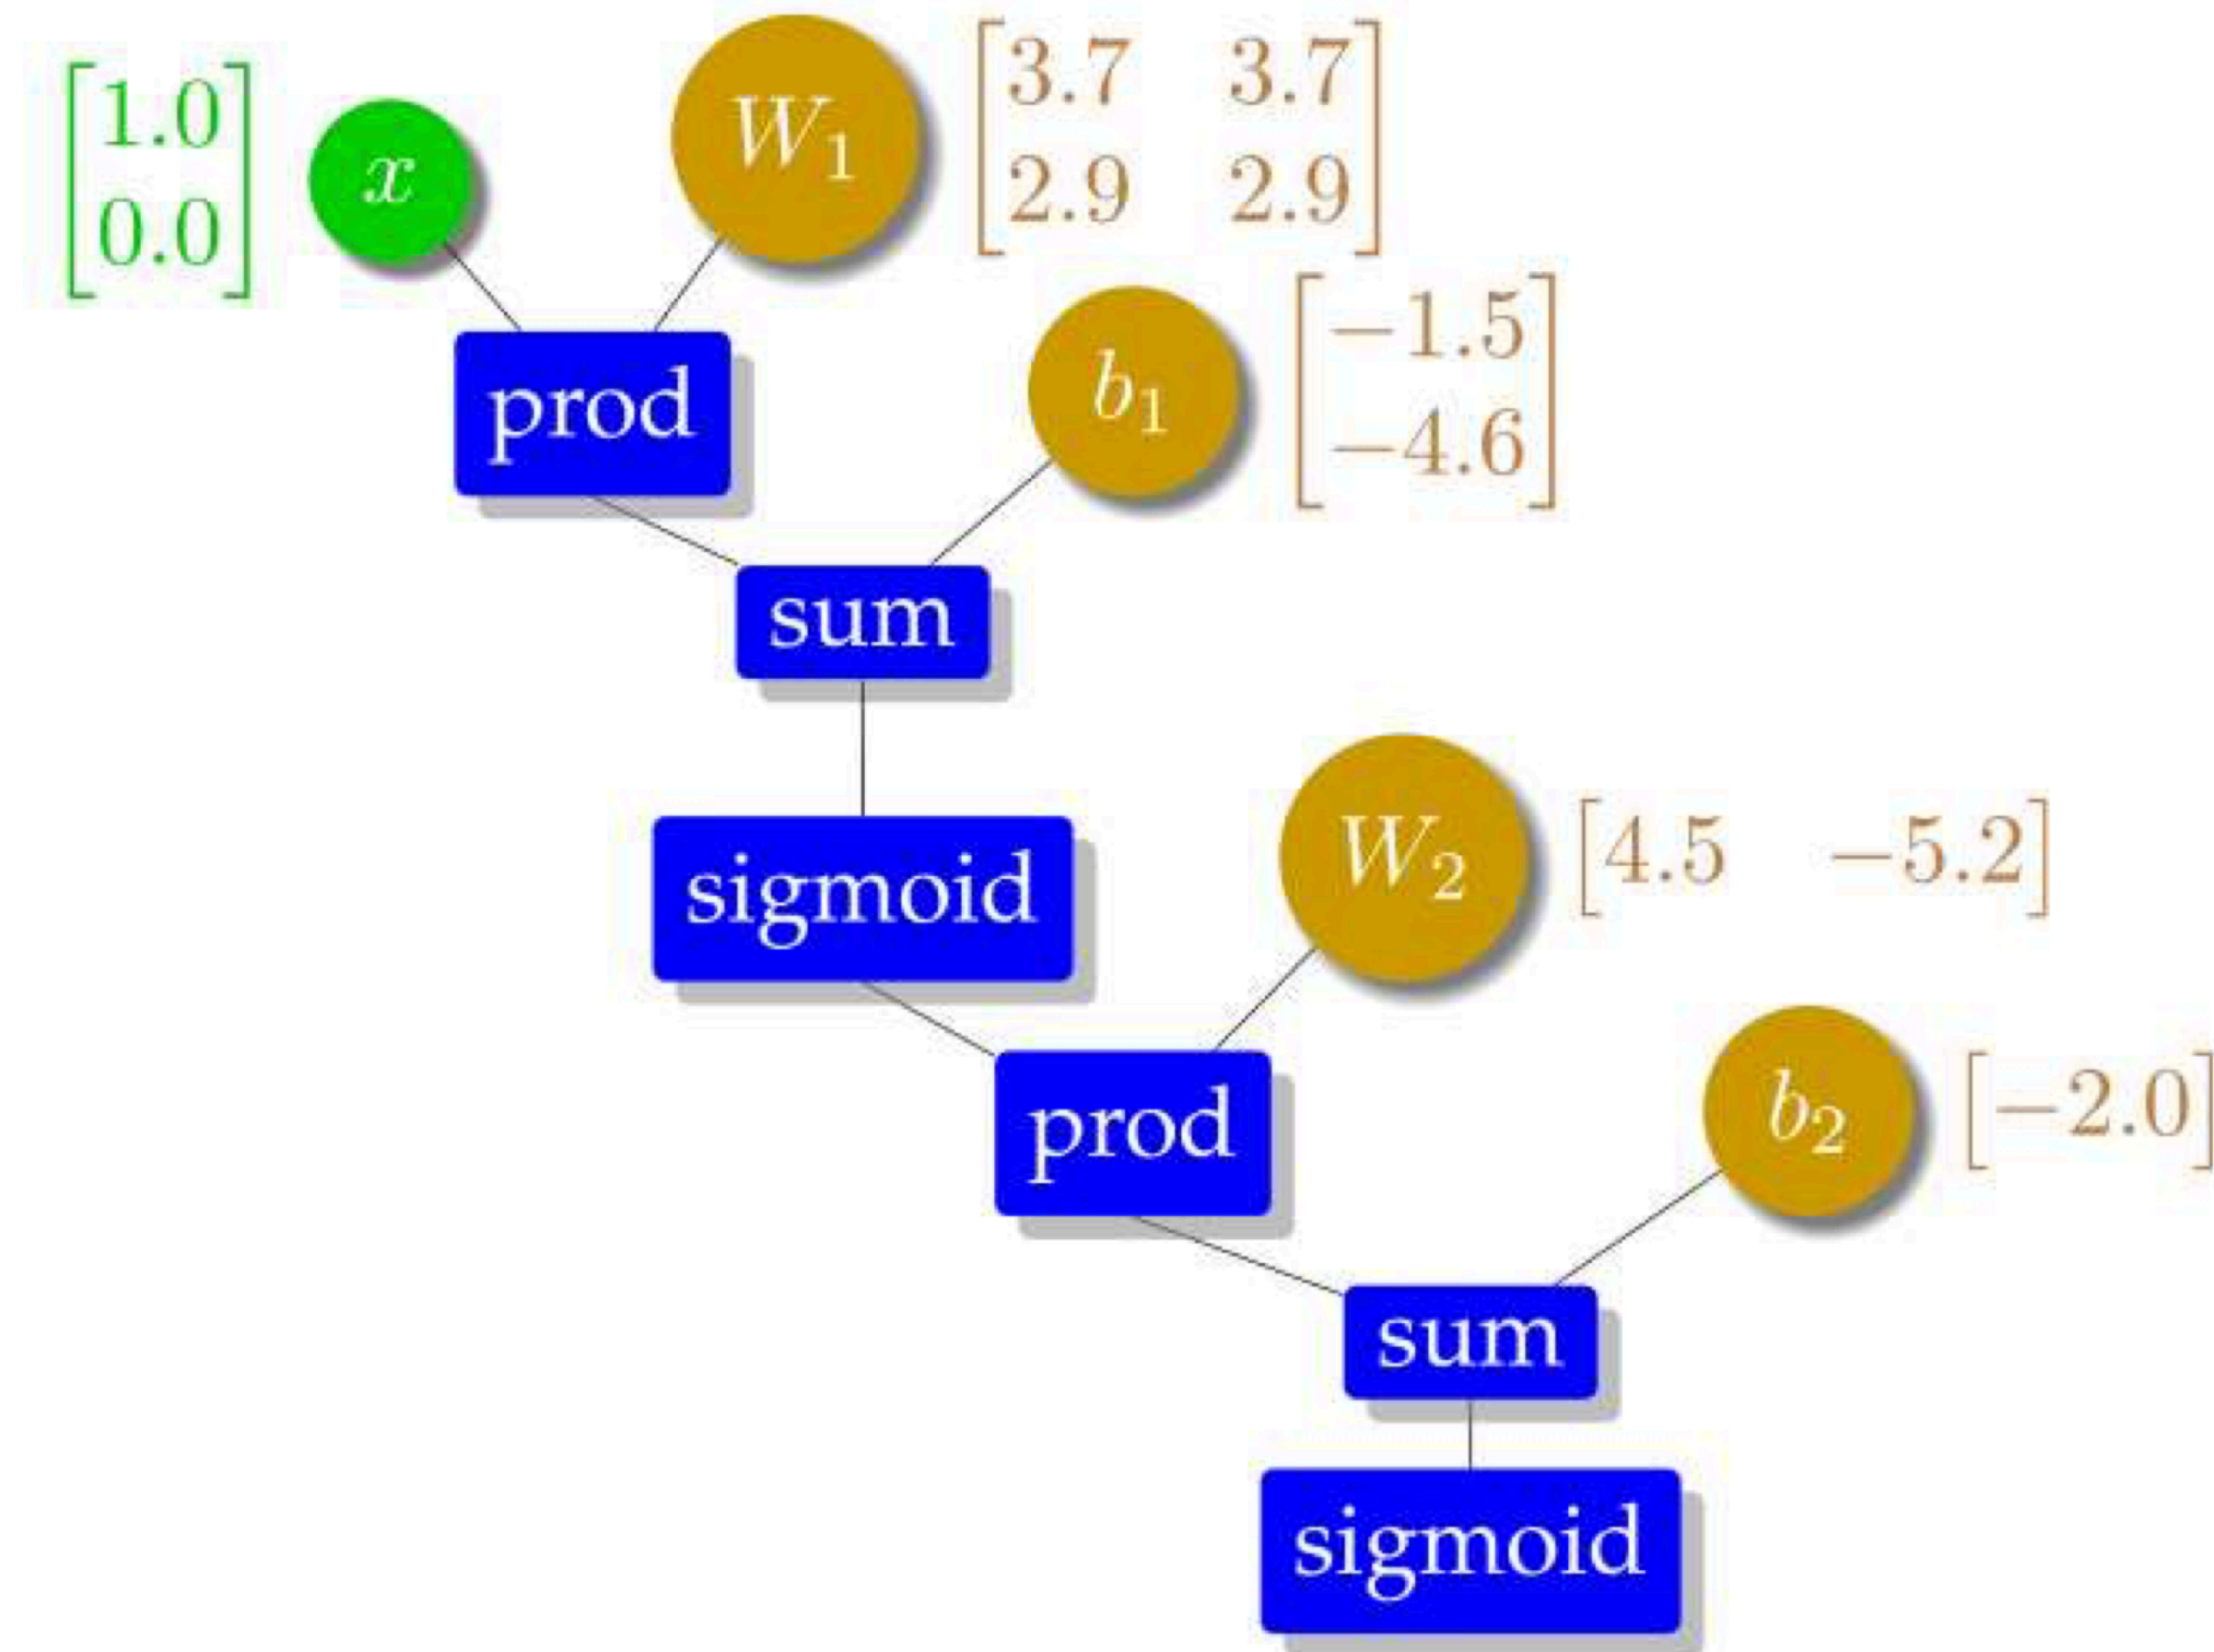 [1.0
0.0]
x
W₁
[3.7 3.7
2.9 2.9]
prod
b₁
[−1.5
−4.6]
sum
sigmoid
W₂
[4.5 −5.2]
prod
b₂
[−2.0]
sum
sigmoid